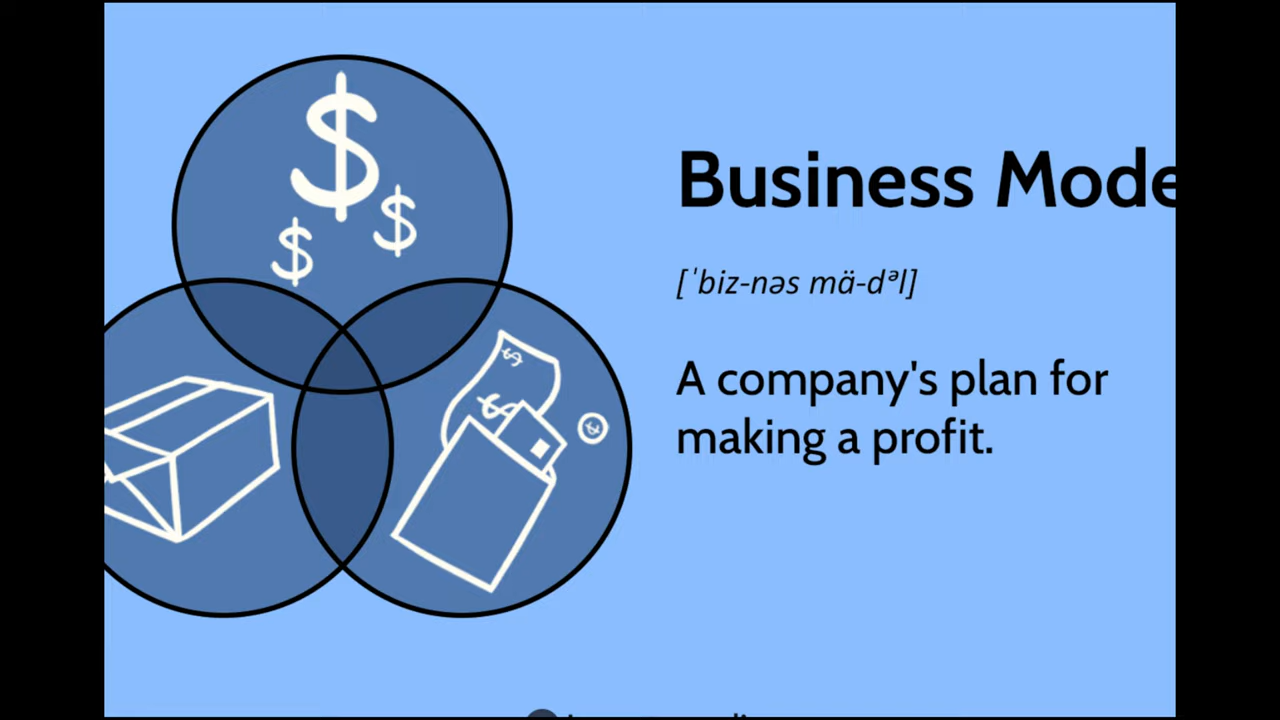 Business Mode
[ˈbiz-nəs mä-dᵊl]
A company's plan for
making a profit.